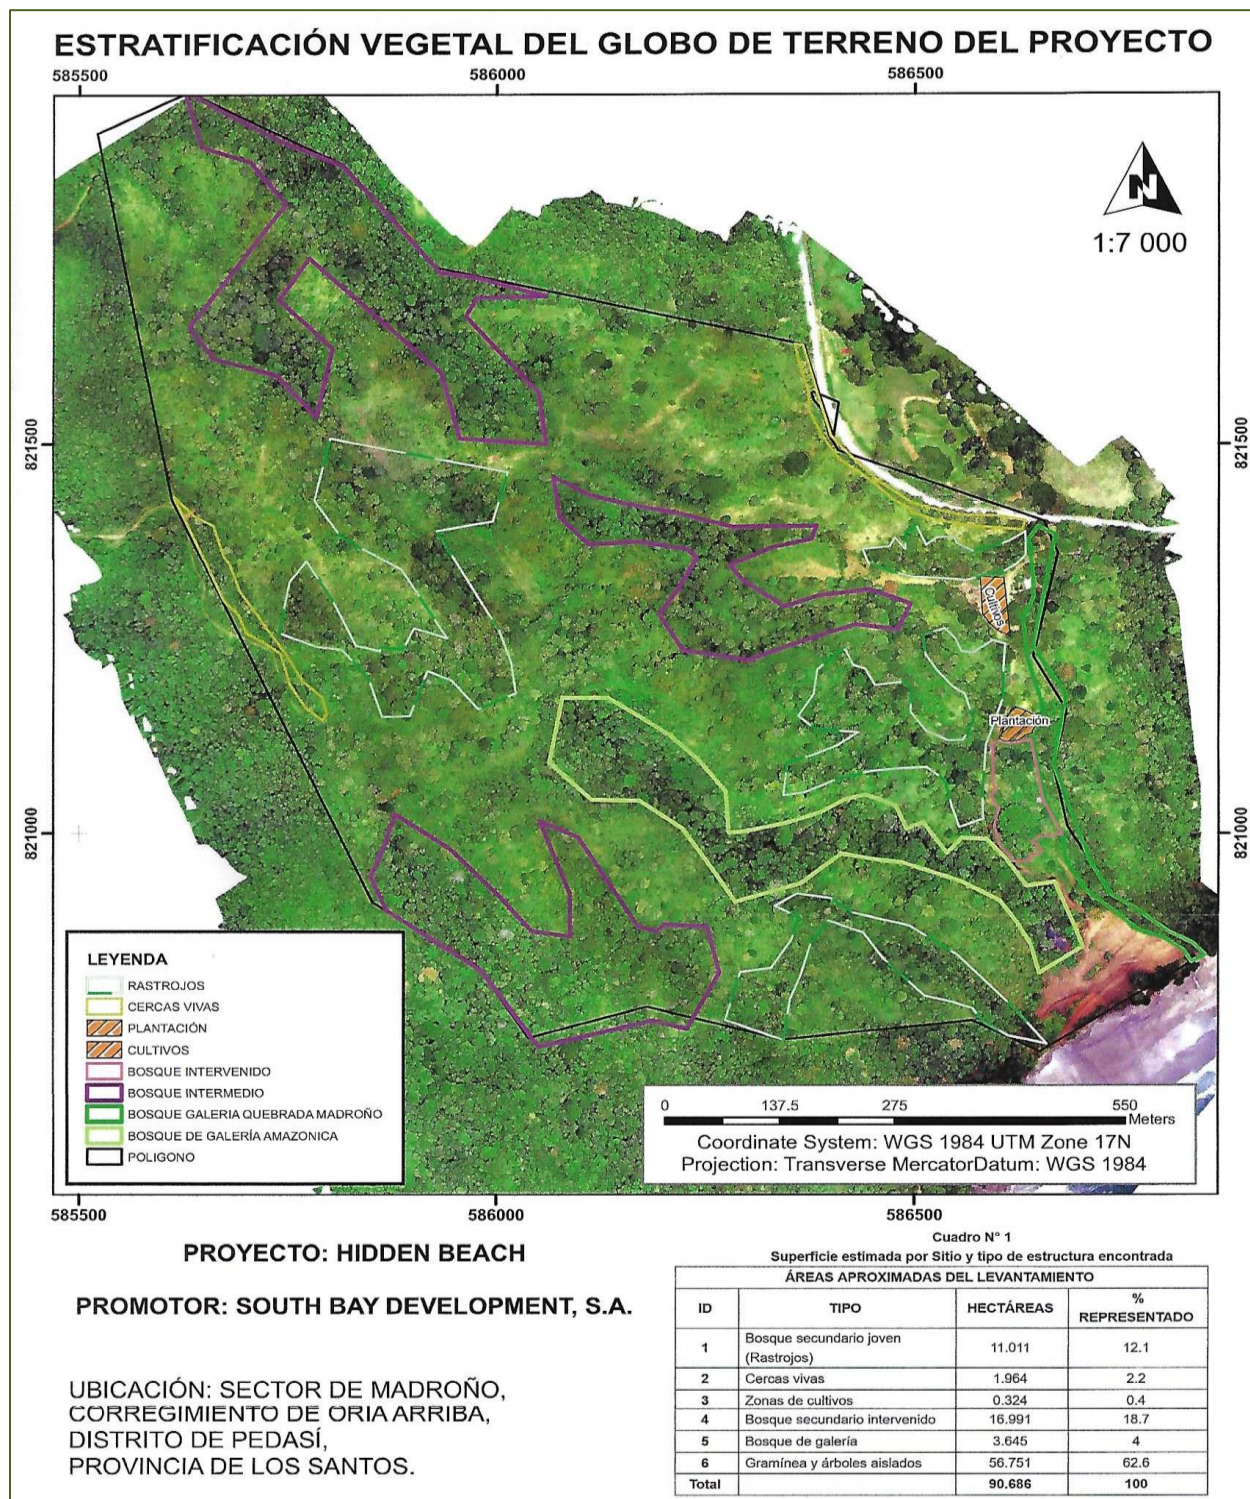 ESTRATIFICACIÓN VEGETAL DEL GLOBO DE TERRENO DEL PROYECTO
585500 586000 586500
N
1:7 000
821500 821500
Cultivos
Plantación
821000 821000
LEYENDA
RASTROJOS
CERCAS VIVAS
PLANTACIÓN
CULTIVOS
BOSQUE INTERVENIDO
BOSQUE INTERMEDIO
BOSQUE GALERIA QUEBRADA MADROÑO
BOSQUE DE GALERÍA AMAZONICA
POLIGONO
0 137.5 275 550
Meters
Coordinate System: WGS 1984 UTM Zone 17N
Projection: Transverse MercatorDatum: WGS 1984
585500 586000 586500
PROYECTO: HIDDEN BEACH
PROMOTOR: SOUTH BAY DEVELOPMENT, S.A.
UBICACIÓN: SECTOR DE MADROÑO,
CORREGIMIENTO DE ORIA ARRIBA,
DISTRITO DE PEDASÍ,
PROVINCIA DE LOS SANTOS.
Cuadro N° 1
Superficie estimada por Sitio y tipo de estructura encontrada
ÁREAS APROXIMADAS DEL LEVANTAMIENTO
ID TIPO HECTÁREAS % REPRESENTADO
1 Bosque secundario joven (Rastrojos) 11.011 12.1
2 Cercas vivas 1.964 2.2
3 Zonas de cultivos 0.324 0.4
4 Bosque secundario intervenido 16.991 18.7
5 Bosque de galería 3.645 4
6 Gramínea y árboles aislados 56.751 62.6
Total 90.686 100